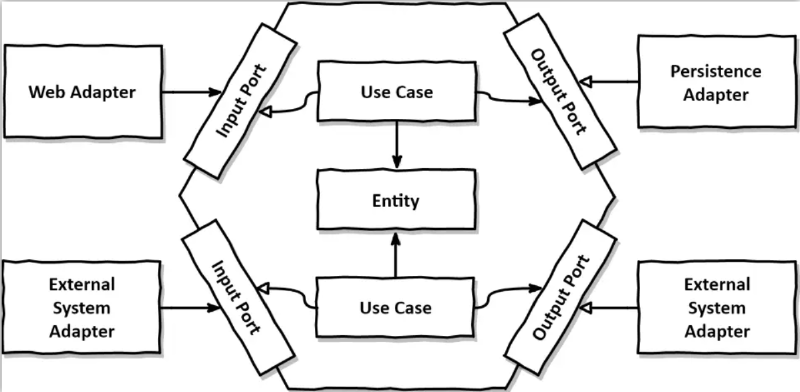 Web Adapter
Input Port
Use Case
Output Port
Persistence
Adapter
Entity
External
System
Adapter
Input Port
Use Case
Output Port
External
System
Adapter